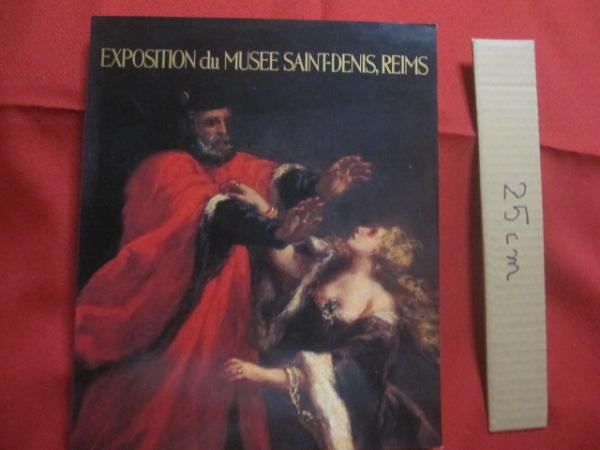 EXPOSITION du MUSEE SAINT-DENIS, REIMS
25cm